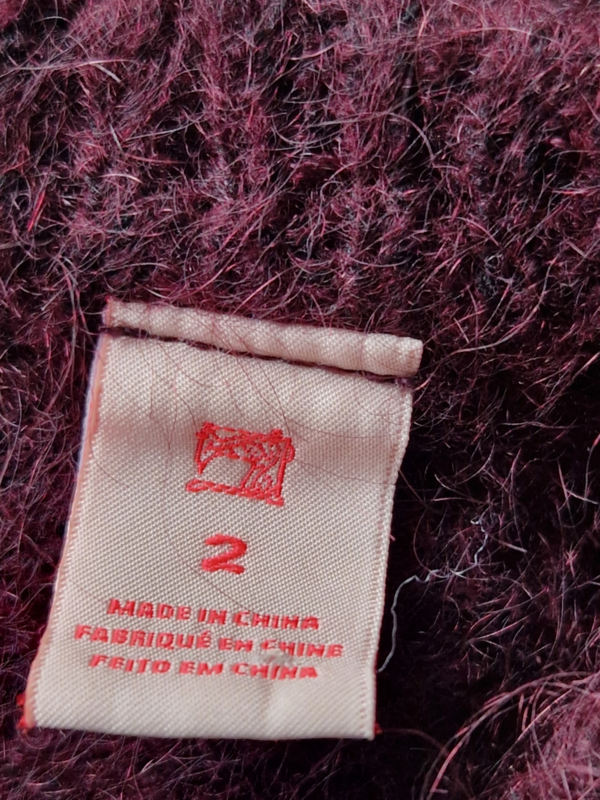 2
MADE IN CHINA
FABRIQUÉ EN CHINE
FEITO EM CHINA